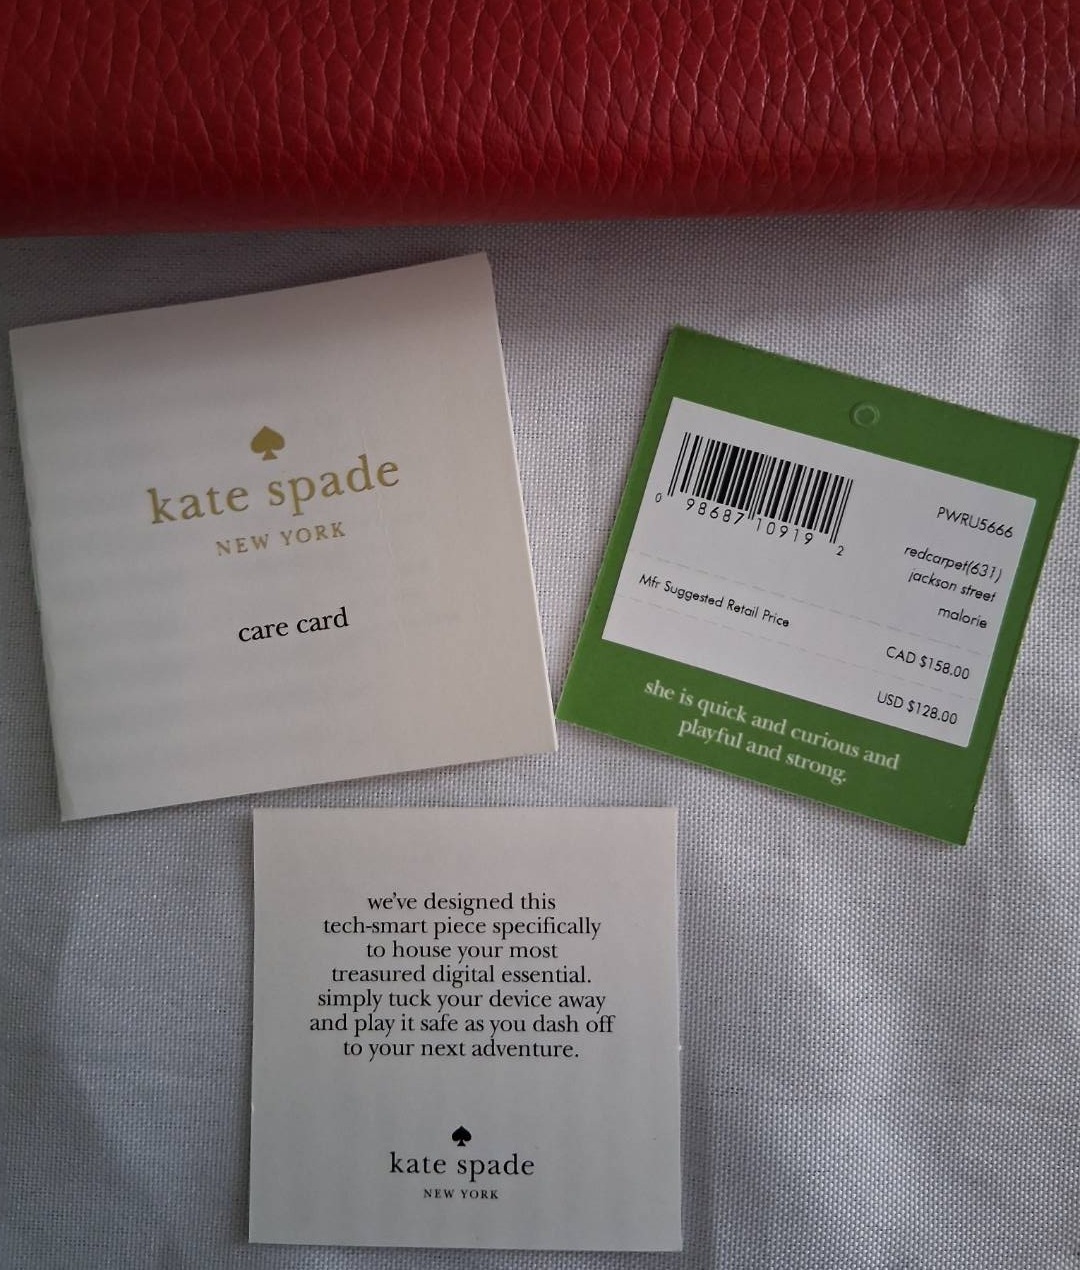 kate spade
NEW YORK
care card
0 98687 10919 2
PWRU5666
redcarpet(631)
jackson street
malorie
Mfr Suggested Retail Price
CAD $158.00
USD $128.00
she is quick and curious and
playful and strong.
we've designed this
tech-smart piece specifically
to house your most
treasured digital essential.
simply tuck your device away
and play it safe as you dash off
to your next adventure.
kate spade
NEW YORK